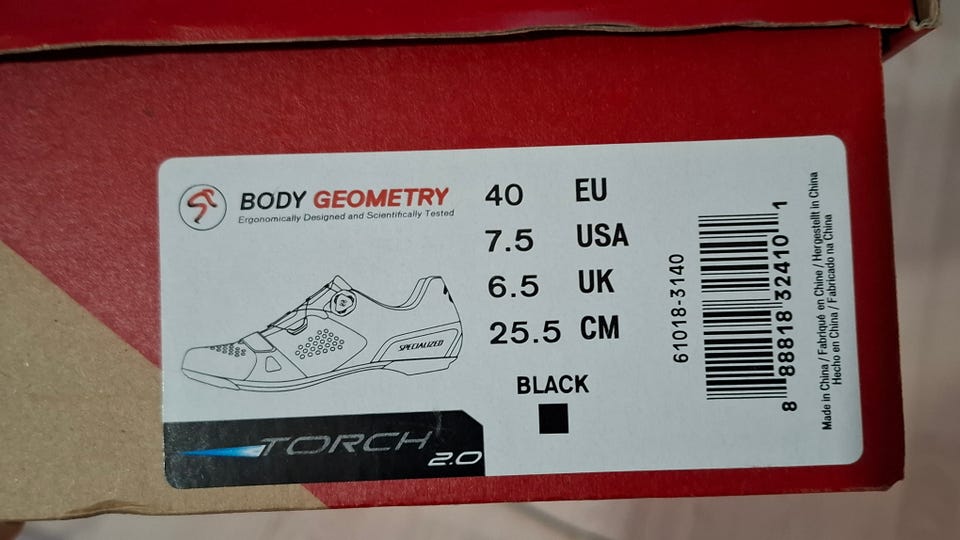 BODY GEOMETRY
Ergonomically Designed and Scientifically Tested
40 EU
7.5 USA
6.5 UK
25.5 CM
BLACK
SPECIALIZED
TORCH
2.0
61018-3140
8 88818 32410 1
Made in China / Fabriqué en Chine / Hergestellt in China
Hecho en China / Fabricado na China